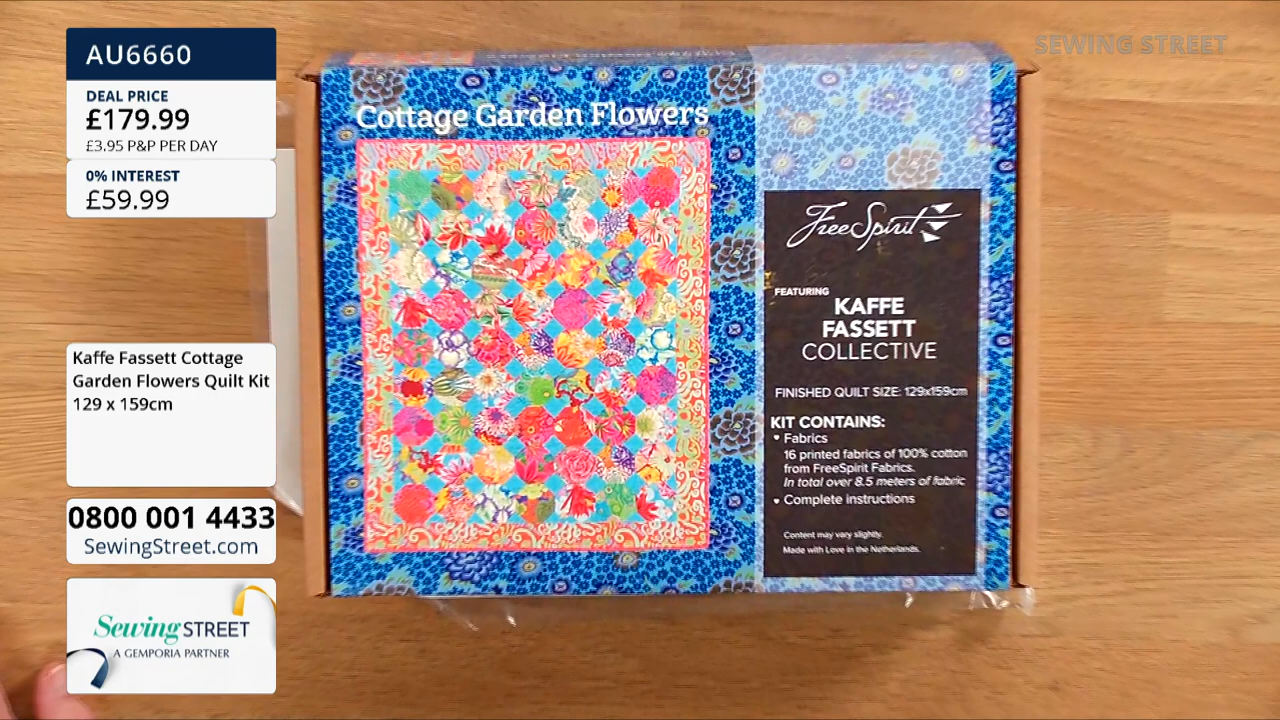 AU6660
DEAL PRICE
£179.99
£3.95 P&P PER DAY
0% INTEREST
£59.99
Kaffe Fassett Cottage
Garden Flowers Quilt Kit
129 x 159cm
0800 001 4433
SewingStreet.com
Sewing STREET
A GEMPORIA PARTNER
SEWING STREET
Cottage Garden Flowers
FreeSpirit
FEATURING
KAFFE
FASSETT
COLLECTIVE
FINISHED QUILT SIZE: 129x159cm
KIT CONTAINS:
• Fabrics
16 printed fabrics of 100% cotton
from FreeSpirit Fabrics.
In total over 8.5 meters of fabric
• Complete instructions
Content may vary slightly.
Made with Love in the Netherlands.